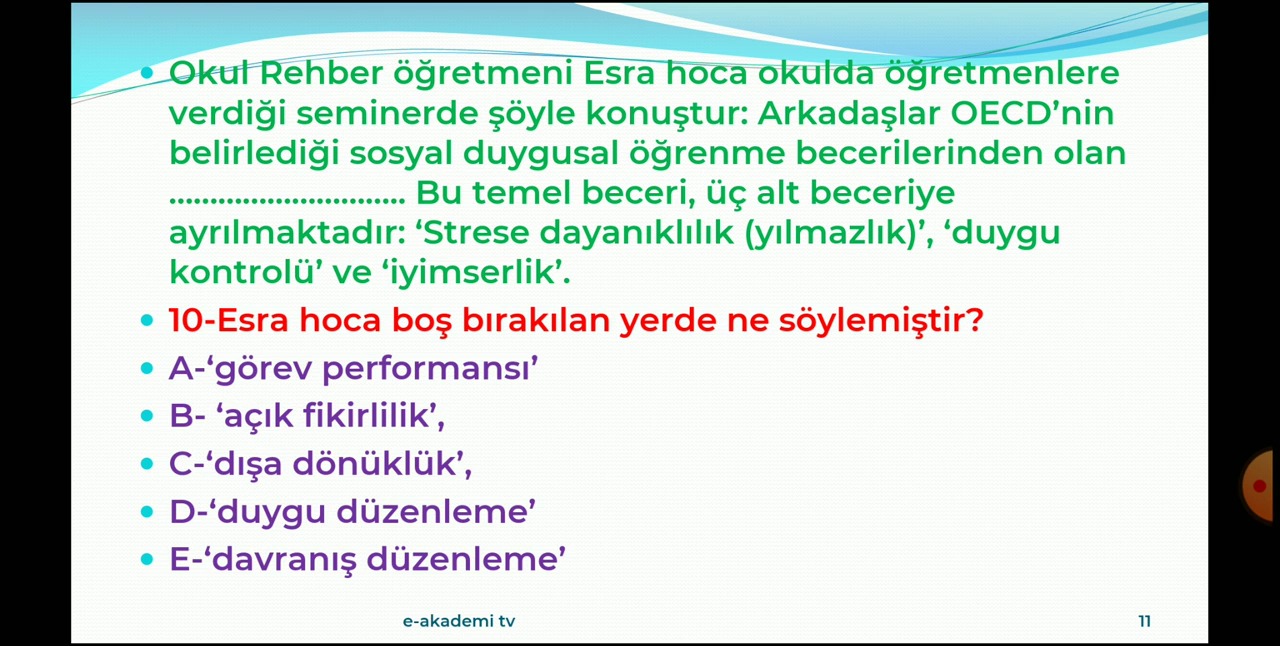 Okul Rehber öğretmeni Esra hoca okulda öğretmenlere
verdiği seminerde şöyle konuştur: Arkadaşlar OECD’nin
belirlediği sosyal duygusal öğrenme becerilerinden olan
............................ Bu temel beceri, üç alt beceriye
ayrılmaktadır: ‘Strese dayanıklılık (yılmazlık)’, ‘duygu
kontrolü’ ve ‘iyimserlik’.
10-Esra hoca boş bırakılan yerde ne söylemiştir?
A-‘görev performansı’
B- ‘açık fikirlilik’,
C-‘dışa dönüklük’,
D-‘duygu düzenleme’
E-‘davranış düzenleme’
e-akademi tv
11